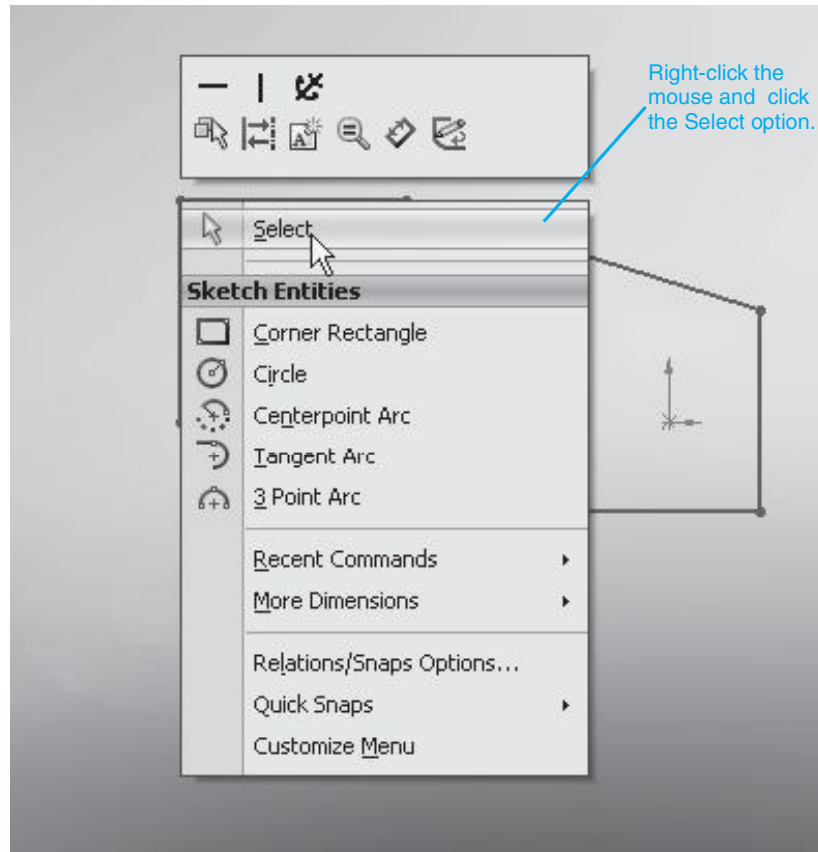 Right-click the
mouse and click
the Select option.
Select
Sketch Entities
Corner Rectangle
Circle
Centerpoint Arc
Tangent Arc
3 Point Arc
Recent Commands
More Dimensions
Relations/Snaps Options...
Quick Snaps
Customize Menu